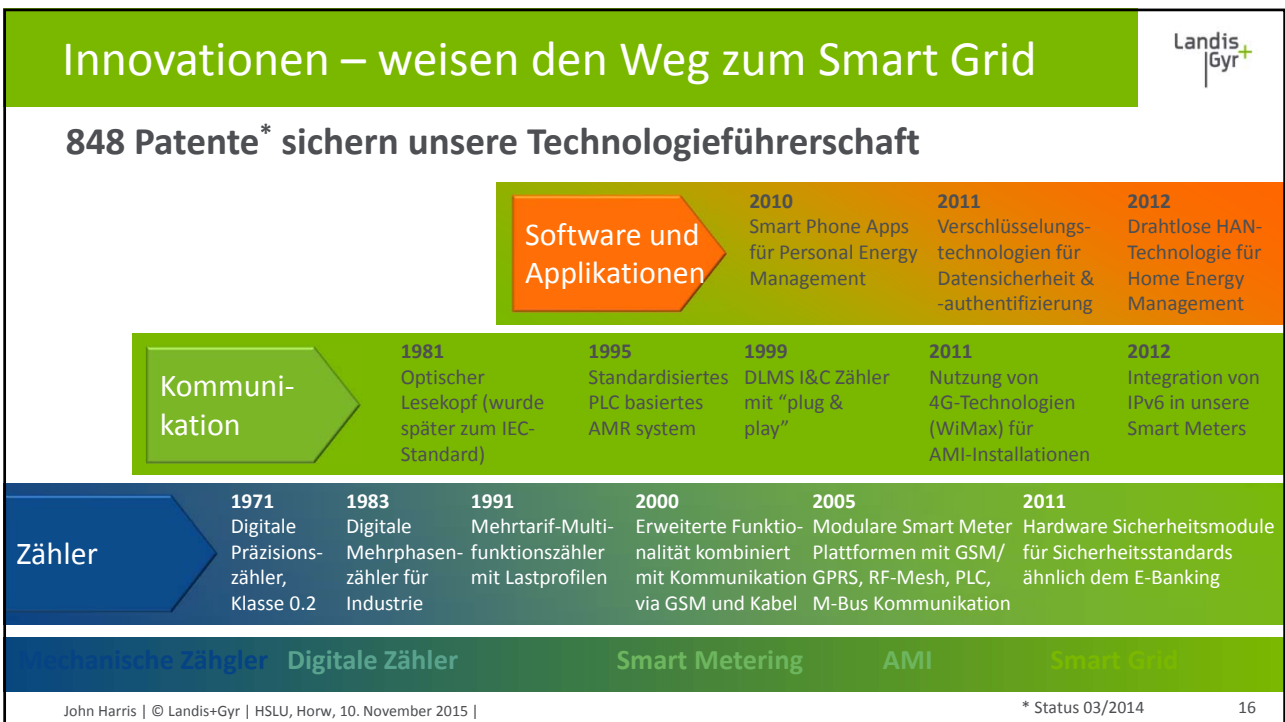 Innovationen – weisen den Weg zum Smart Grid
Landis
|Gyr+
848 Patente* sichern unsere Technologieführerschaft
Software und
Applikationen
2010
Smart Phone Apps
für Personal Energy
Management
2011
Verschlüsselungs-
technologien für
Datensicherheit &
-authentifizierung
2012
Drahtlose HAN-
Technologie für
Home Energy
Management
Kommuni-
kation
1981
Optischer
Lesekopf (wurde
später zum IEC-
Standard)
1995
Standardisiertes
PLC basiertes
AMR system
1999
DLMS I&C Zähler
mit “plug &
play”
2011
Nutzung von
4G-Technologien
(WiMax) für
AMI-Installationen
2012
Integration von
IPv6 in unsere
Smart Meters
Zähler
1971
Digitale
Präzisions-
zähler,
Klasse 0.2
1983
Digitale
Mehrphasen-
zähler für
Industrie
1991
Mehrtarif-Multi-
funktionszähler
mit Lastprofilen
2000
Erweiterte Funktio-
nalität kombiniert
mit Kommunikation
via GSM und Kabel
2005
Modulare Smart Meter
Plattformen mit GSM/
GPRS, RF-Mesh, PLC,
M-Bus Kommunikation
2011
Hardware Sicherheitsmodule
für Sicherheitsstandards
ähnlich dem E-Banking
Mechanische Zähgler Digitale Zähler Smart Metering AMI Smart Grid
John Harris | © Landis+Gyr | HSLU, Horw, 10. November 2015 |
* Status 03/2014
16